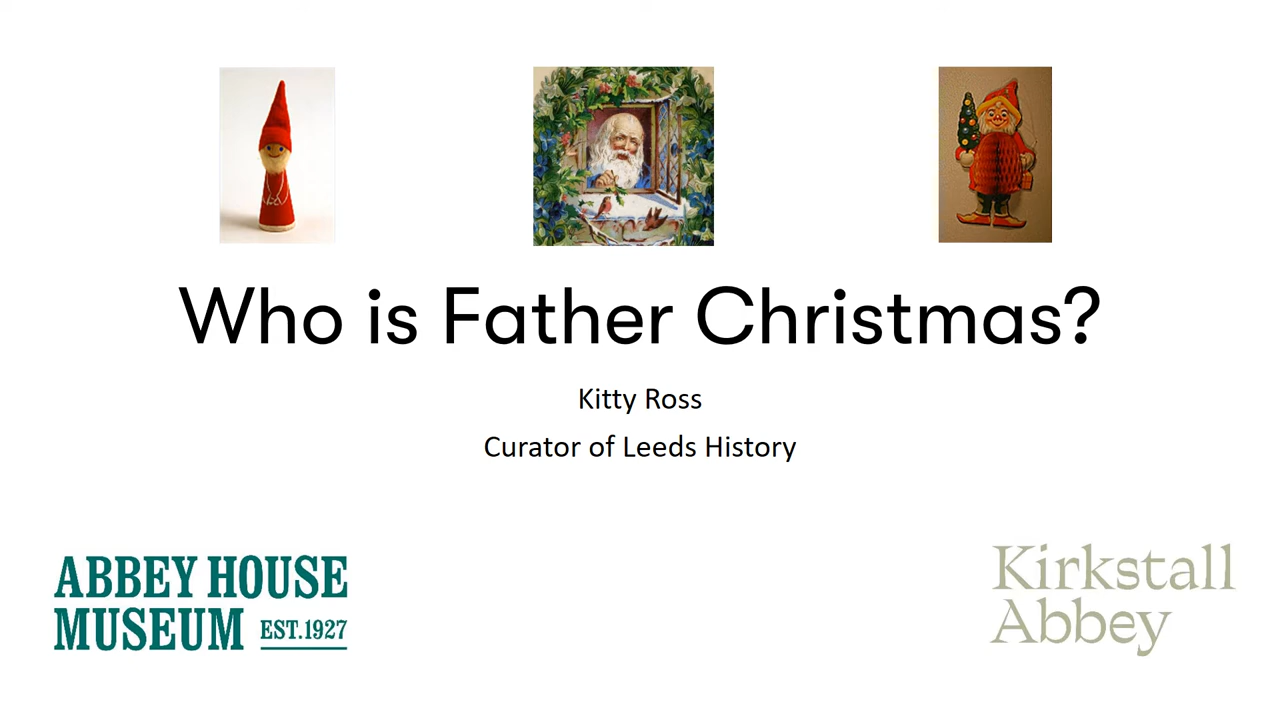 Who is Father Christmas?
Kitty Ross
Curator of Leeds History
ABBEY HOUSE
MUSEUM EST.1927
Kirkstall
Abbey